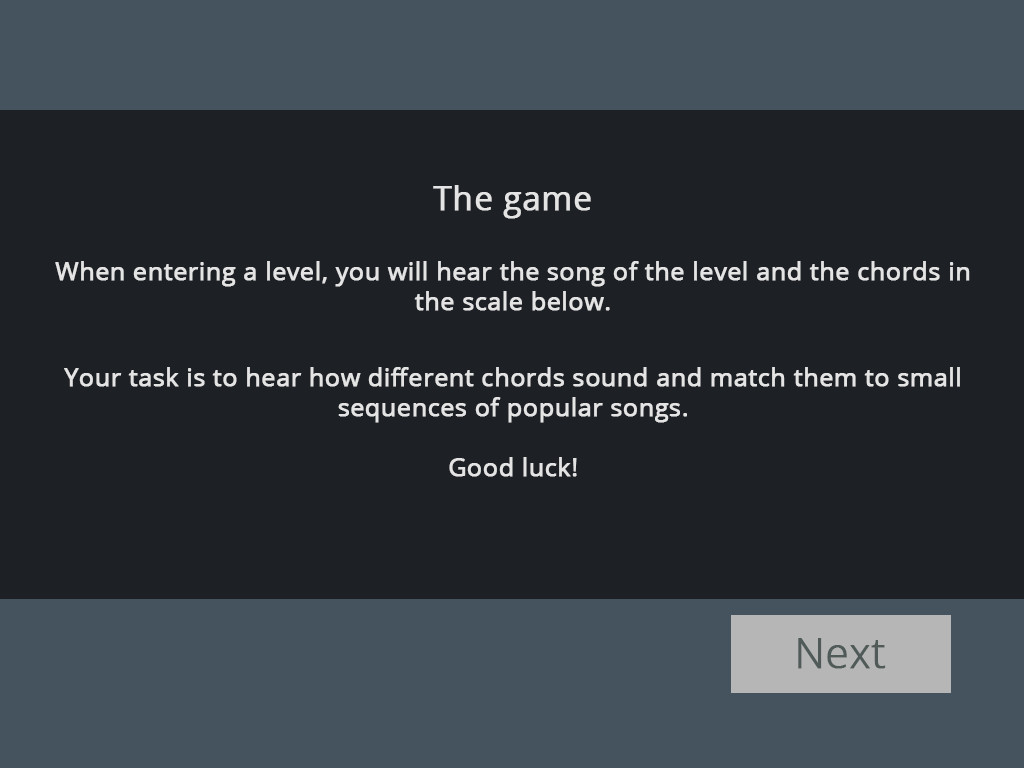 The game
When entering a level, you will hear the song of the level and the chords in
the scale below.
Your task is to hear how different chords sound and match them to small
sequences of popular songs.
Good luck!
Next